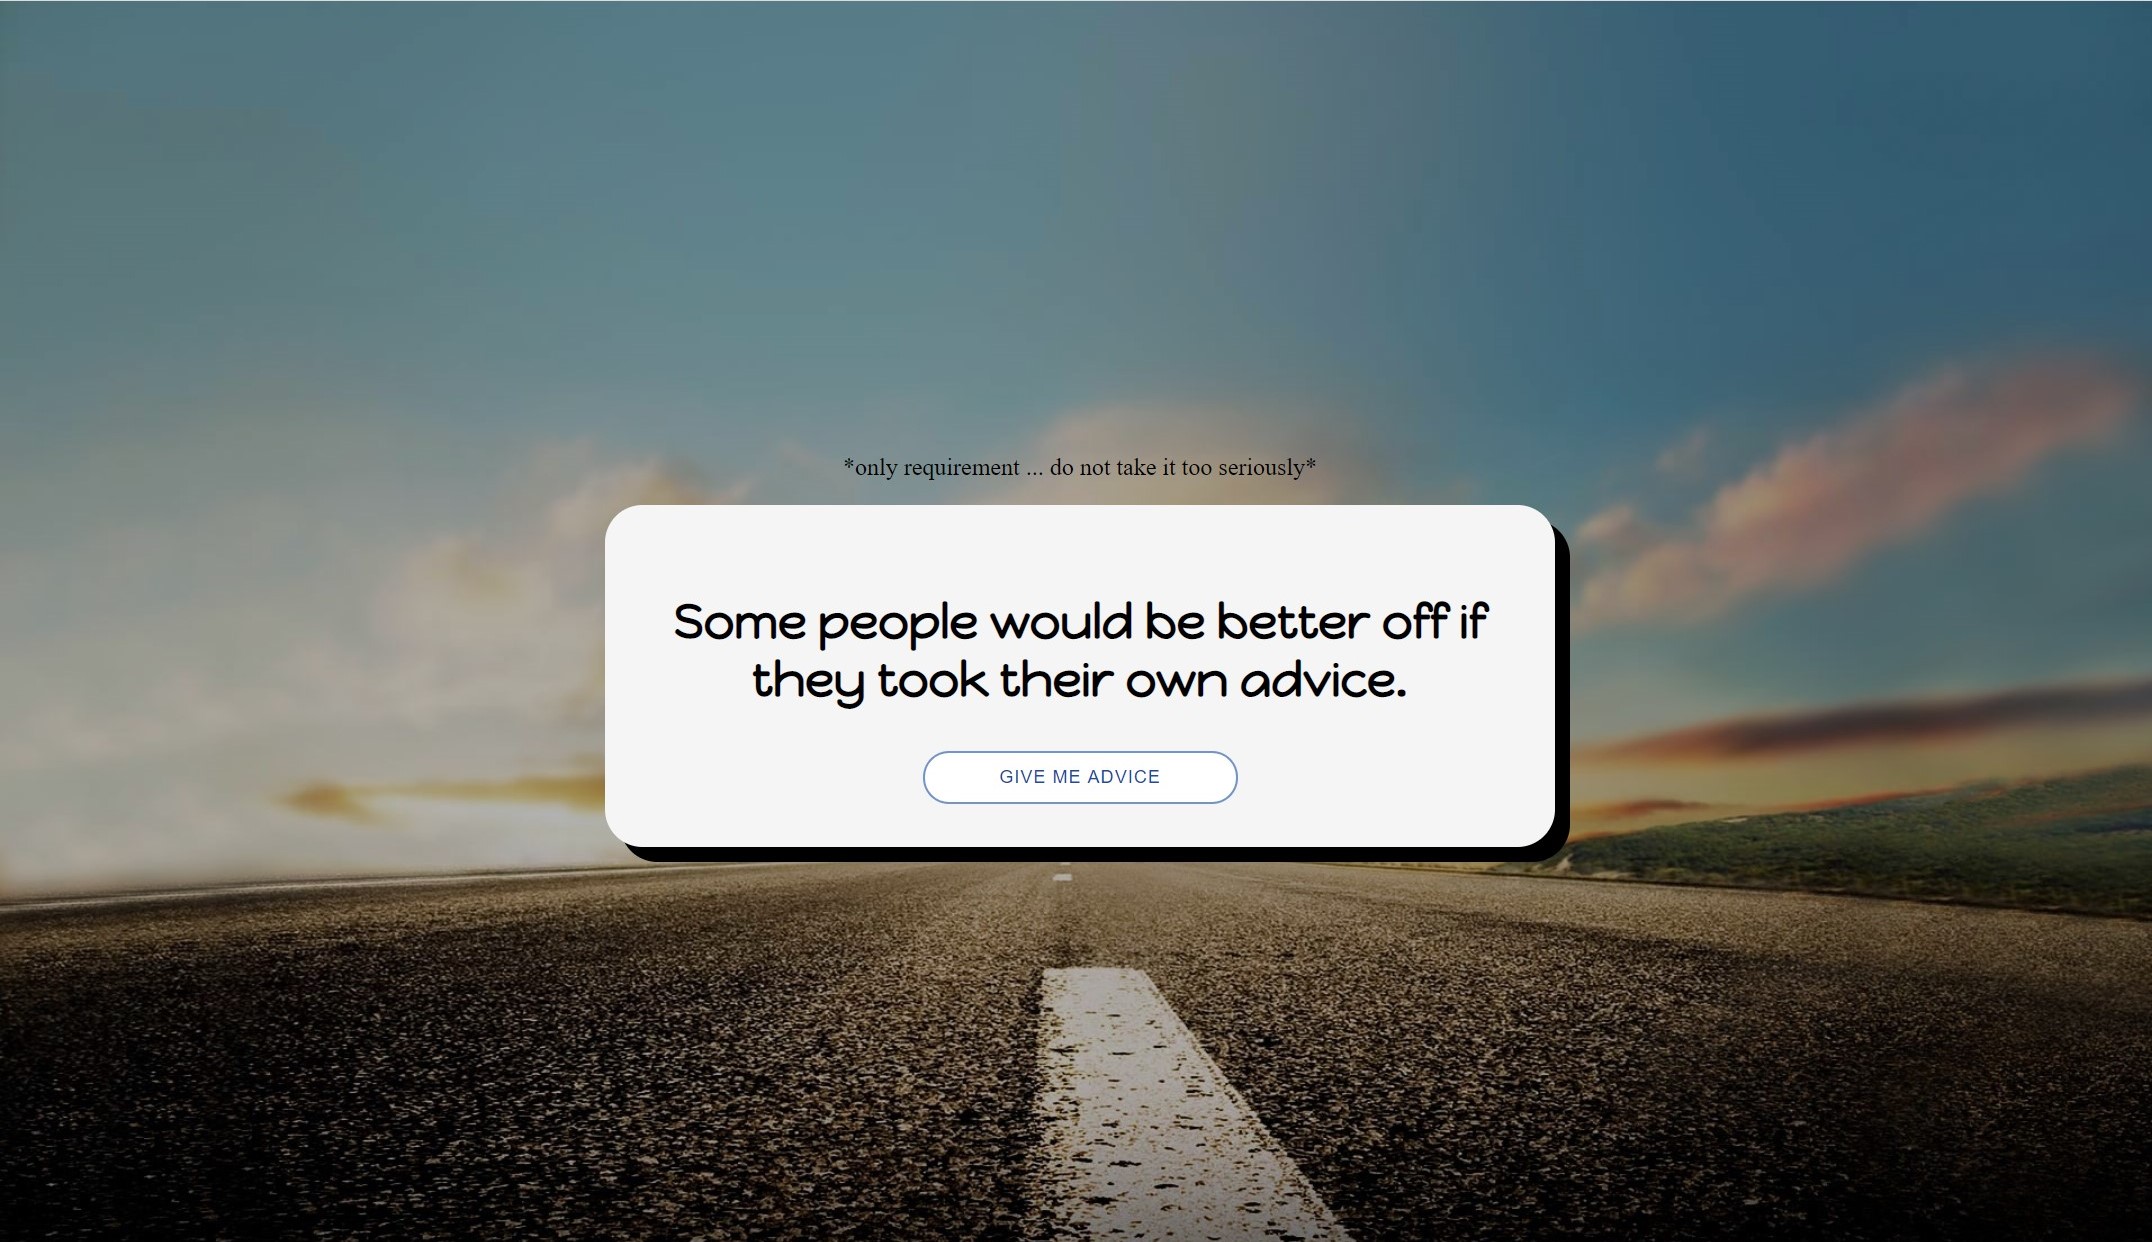 *only requirement ... do not take it too seriously*
Some people would be better off if
they took their own advice.
GIVE ME ADVICE